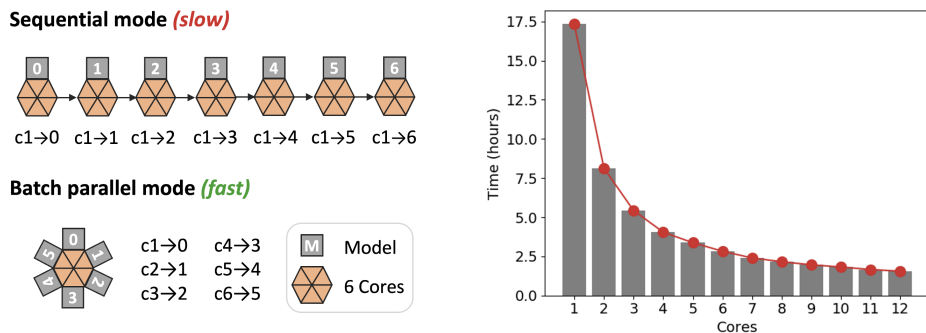 Sequential mode (slow)
0 1 2 3 4 5 6
c1→0 c1→1 c1→2 c1→3 c1→4 c1→5 c1→6
Batch parallel mode (fast)
0
1
2
3
4
5
c1→0 c4→3
c2→1 c5→4
c3→2 c6→5
M Model
6 Cores
Time (hours)
17.5
15.0
12.5
10.0
7.5
5.0
2.5
0.0
1 2 3 4 5 6 7 8 9 10 11 12
Cores